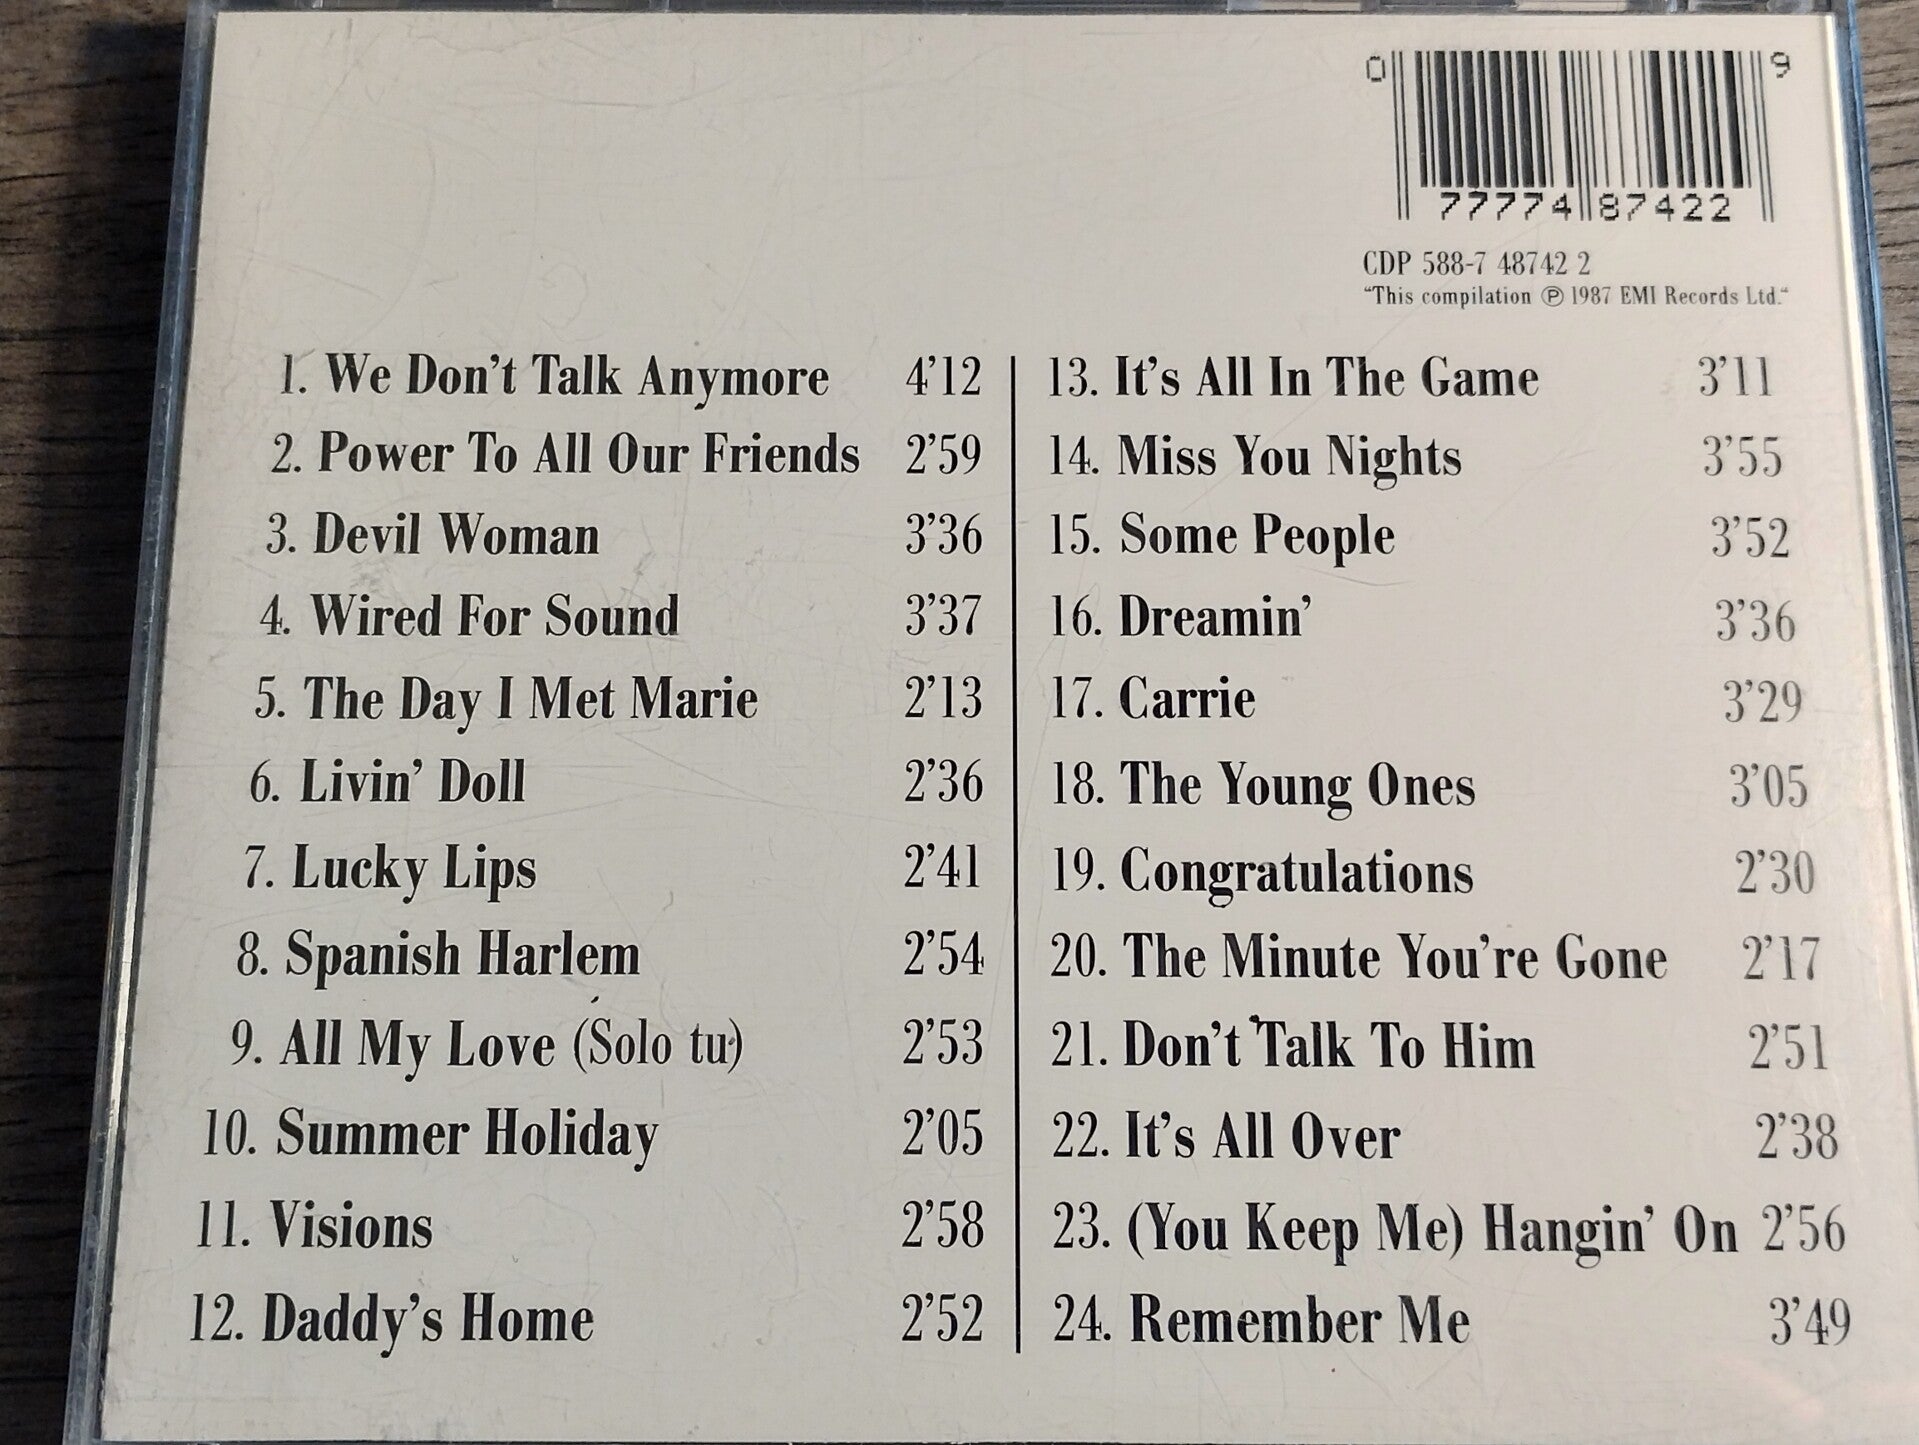 0 9
77774 87422
CDP 588-7 48742 2
“This compilation ℗ 1987 EMI Records Ltd.“
1. We Don't Talk Anymore 4'12
2. Power To All Our Friends 2'59
3. Devil Woman 3'36
4. Wired For Sound 3'37
5. The Day I Met Marie 2'13
6. Livin' Doll 2'36
7. Lucky Lips 2'41
8. Spanish Harlem 2'54
9. All My Love (Solo tu) 2'53
10. Summer Holiday 2'05
11. Visions 2'58
12. Daddy's Home 2'52
13. It's All In The Game 3'11
14. Miss You Nights 3'55
15. Some People 3'52
16. Dreamin' 3'36
17. Carrie 3'29
18. The Young Ones 3'05
19. Congratulations 2'30
20. The Minute You're Gone 2'17
21. Don't Talk To Him 2'51
22. It's All Over 2'38
23. (You Keep Me) Hangin' On 2'56
24. Remember Me 3'49